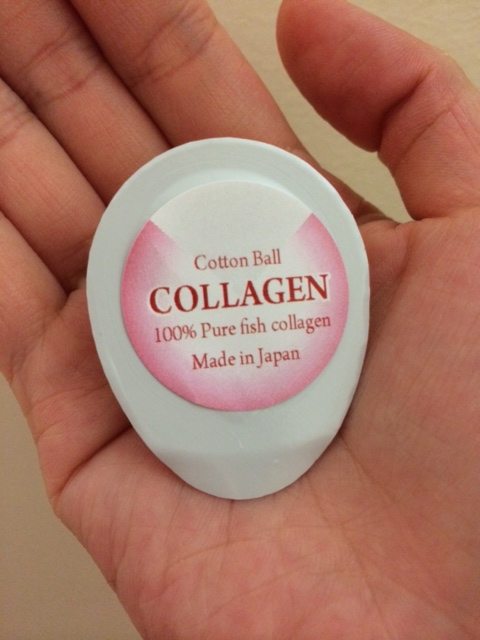 Cotton Ball
COLLAGEN
100% Pure fish collagen
Made in Japan